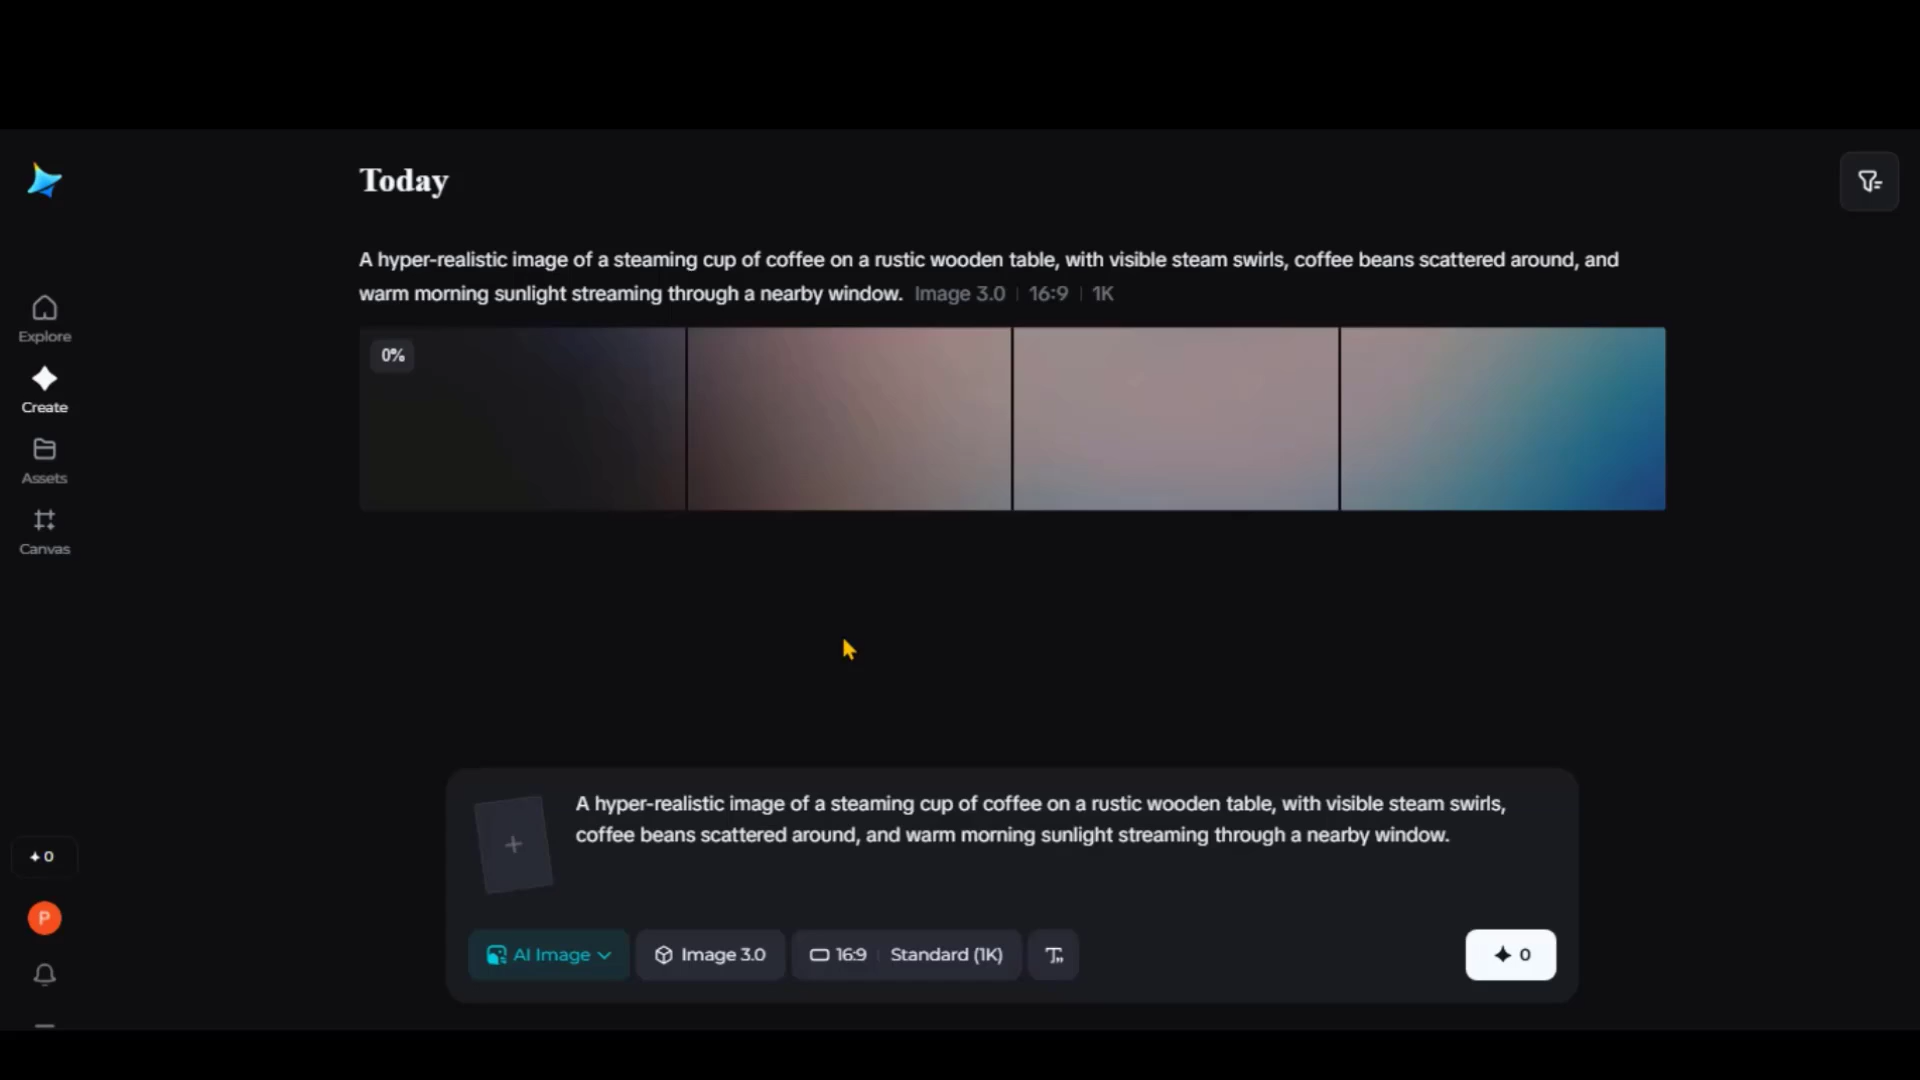 Today
A hyper-realistic image of a steaming cup of coffee on a rustic wooden table, with visible steam swirls, coffee beans scattered around, and
warm morning sunlight streaming through a nearby window. Image 3.0 | 16:9 | 1K
0%
Explore
Create
Assets
Canvas
0
P
A hyper-realistic image of a steaming cup of coffee on a rustic wooden table, with visible steam swirls,
coffee beans scattered around, and warm morning sunlight streaming through a nearby window.
AI Image
Image 3.0
16:9 | Standard (1K)
0